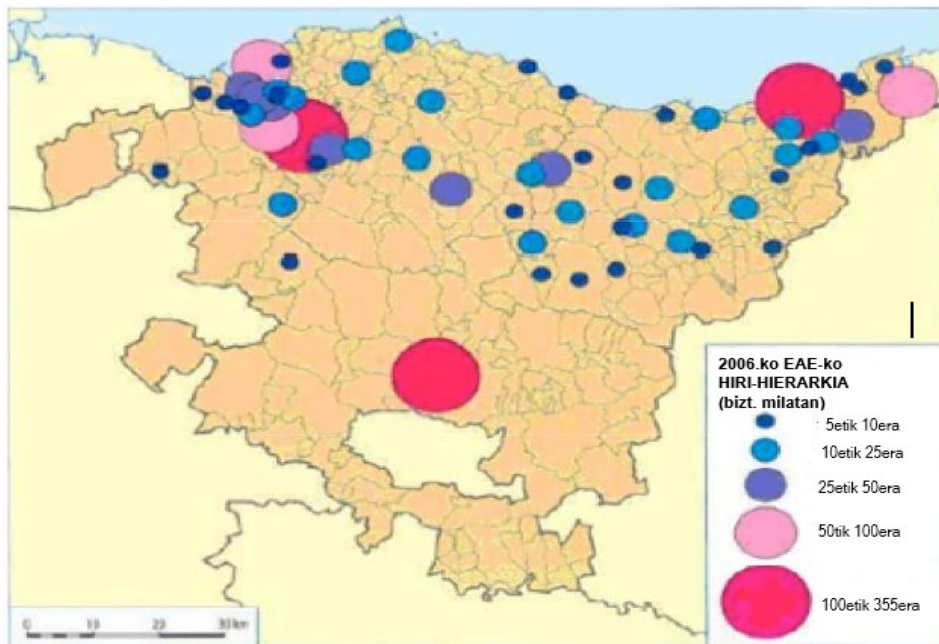 2006.ko EAE-ko
HIRI-HIERARKIA
(bizt. milatan)
5etik 10era
10etik 25era
25etik 50era
50tik 100era
100etik 355era
0 10 20 30 km